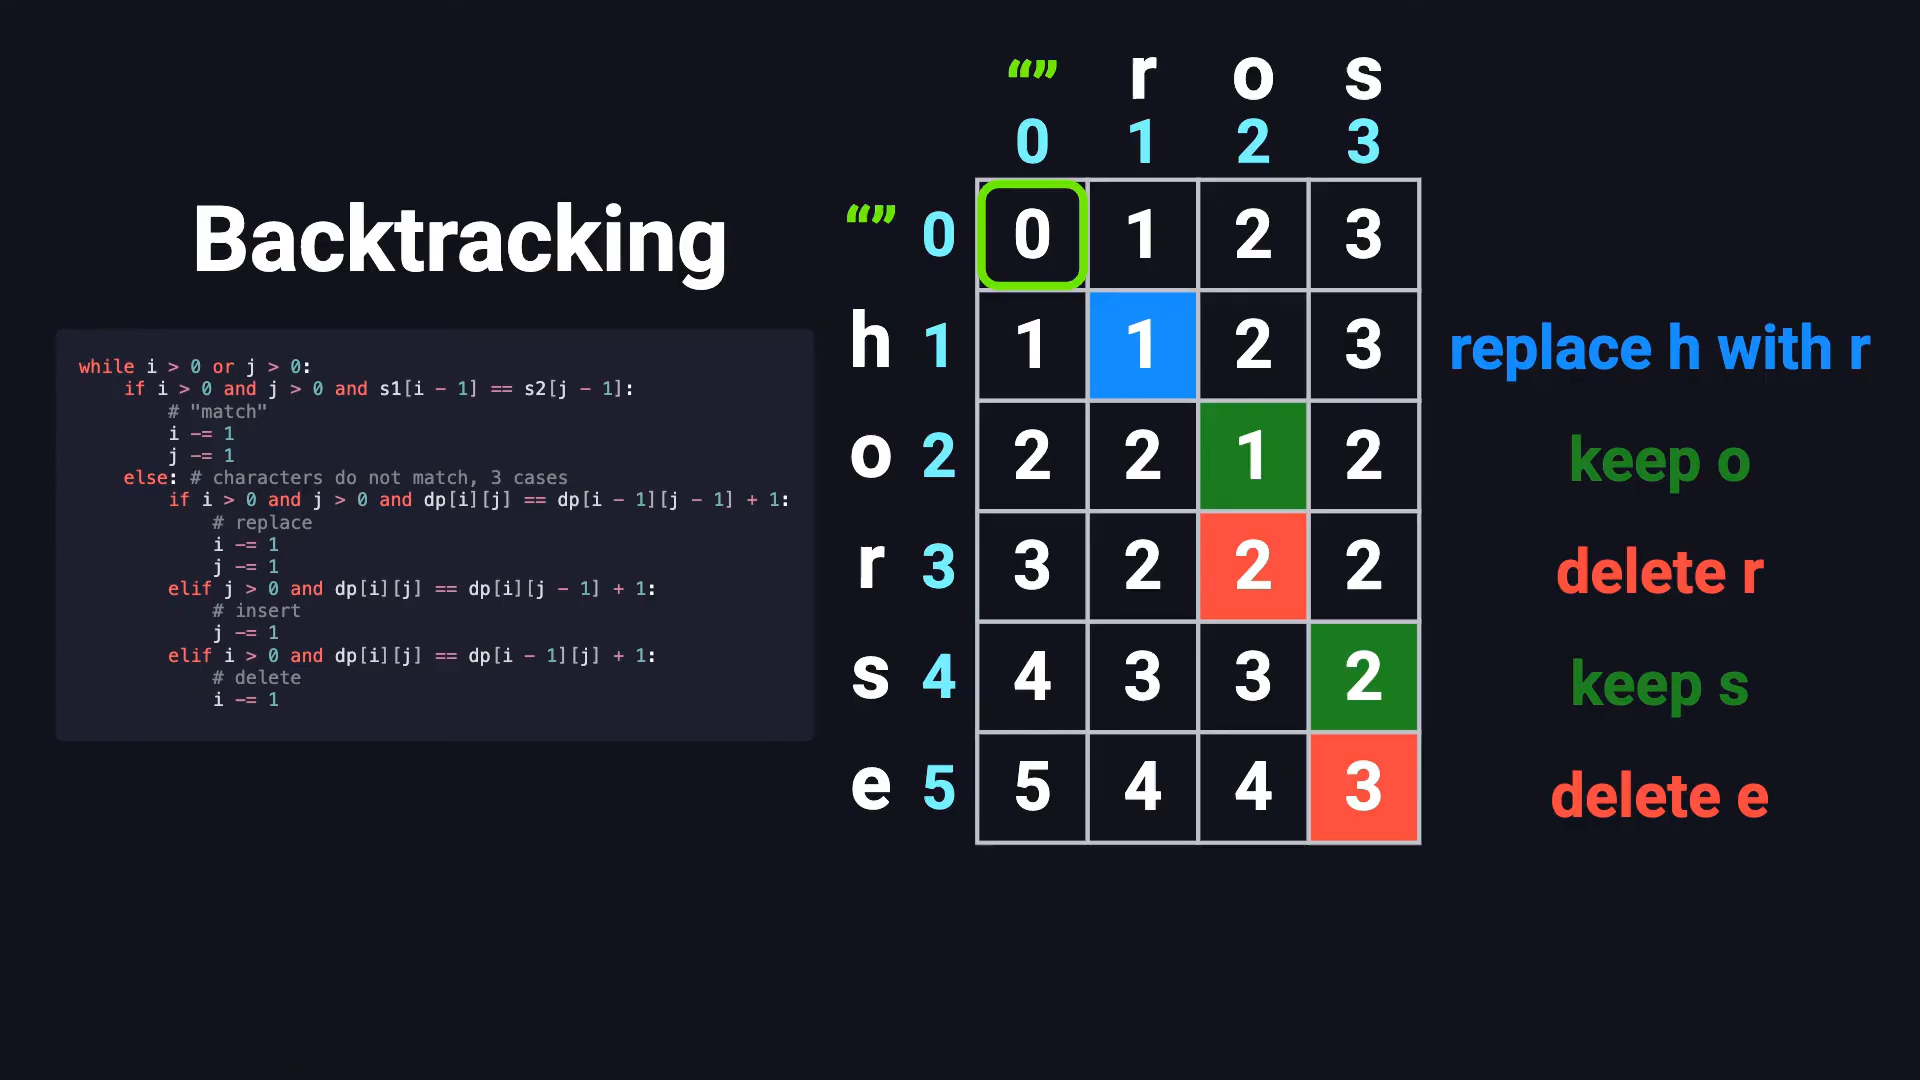 Backtracking
while i > 0 or j > 0:
    if i > 0 and j > 0 and s1[i - 1] == s2[j - 1]:
        # "match"
        i -= 1
        j -= 1
    else: # characters do not match, 3 cases
        if i > 0 and j > 0 and dp[i][j] == dp[i - 1][j - 1] + 1:
            # replace
            i -= 1
            j -= 1
        elif j > 0 and dp[i][j] == dp[i][j - 1] + 1:
            # insert
            j -= 1
        elif i > 0 and dp[i][j] == dp[i - 1][j] + 1:
            # delete
            i -= 1
“” r o s
0 1 2 3
“” 0 0 1 2 3
h 1 1 1 2 3 replace h with r
o 2 2 2 1 2 keep o
r 3 3 2 2 2 delete r
s 4 4 3 3 2 keep s
e 5 5 4 4 3 delete e